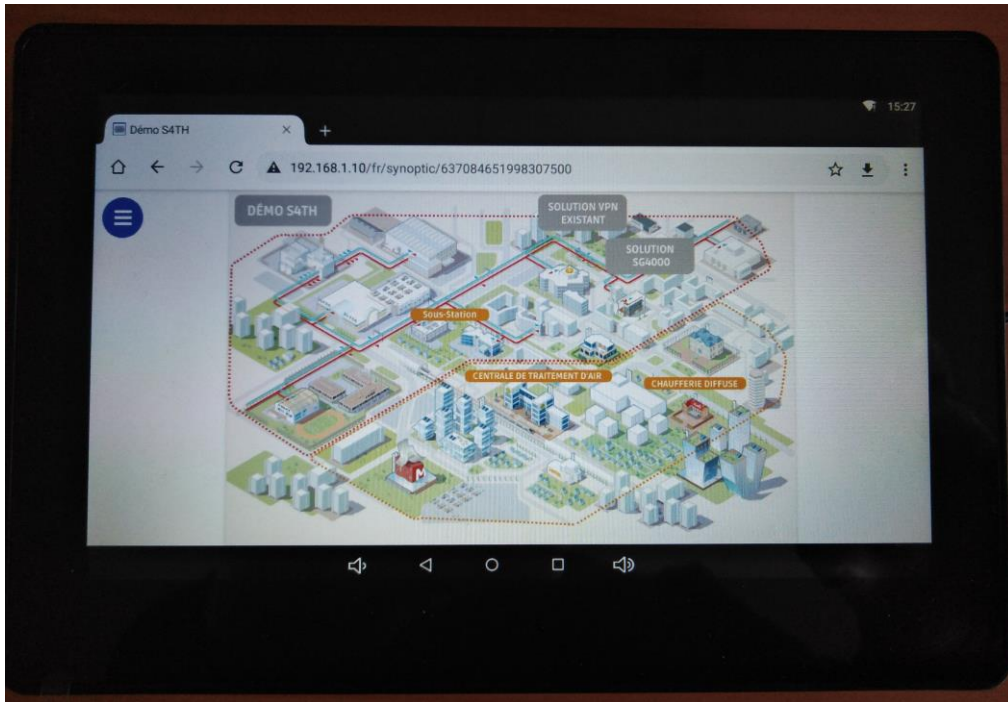 15:27
Démo S4TH
192.168.1.10/fr/synoptic/637084651998307500
DÉMO S4TH
SOLUTION VPN
EXISTANT
SOLUTION
SG4000
Sous-Station
CENTRALE DE TRAITEMENT D'AIR
CHAUFFERIE DIFFUSE